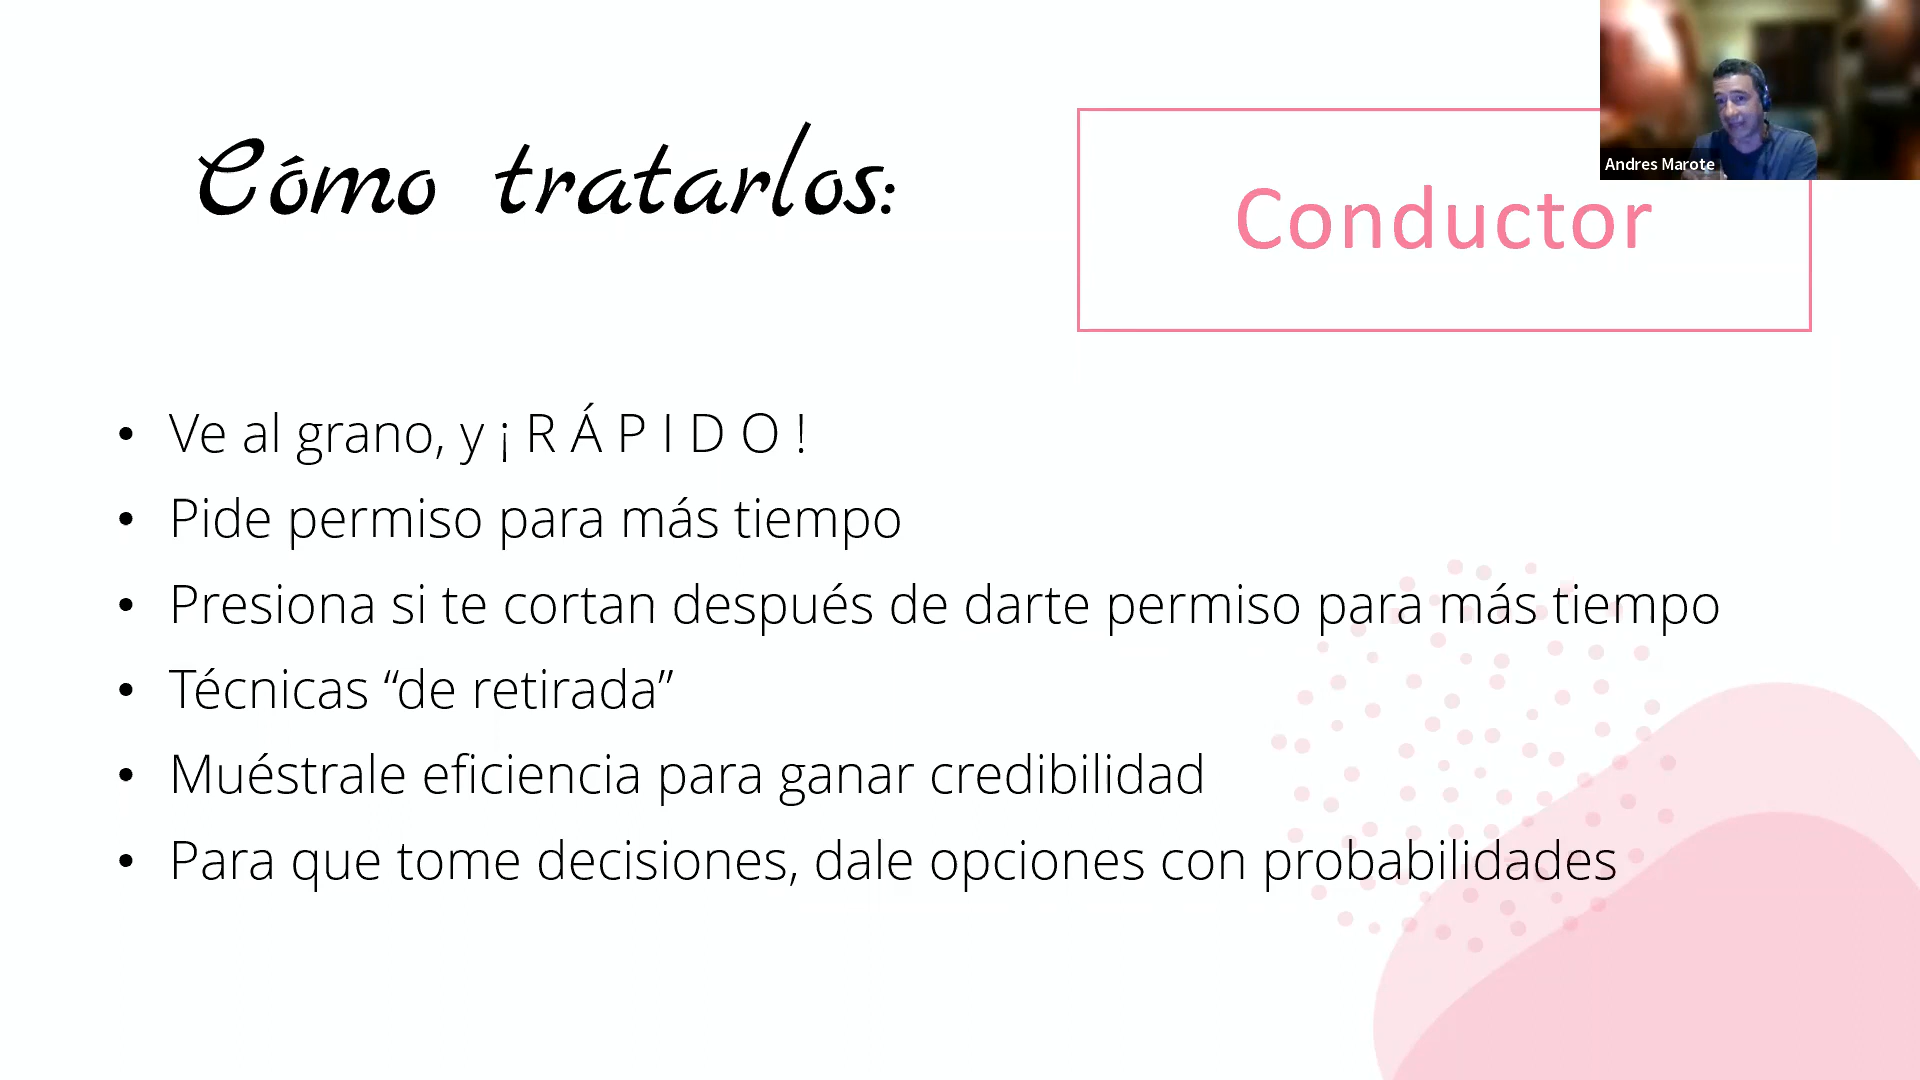 Cómo tratarlos:
Conductor
Andres Marote
• Ve al grano, y ¡ R Á P I D O !
• Pide permiso para más tiempo
• Presiona si te cortan después de darte permiso para más tiempo
• Técnicas “de retirada”
• Muéstrale eficiencia para ganar credibilidad
• Para que tome decisiones, dale opciones con probabilidades